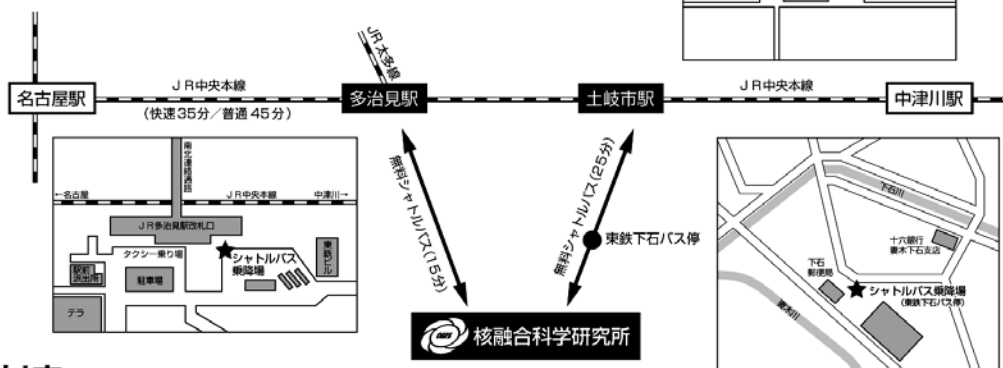 JR太多線
JR中央本線
JR中央本線
名古屋駅
多治見駅
土岐市駅
中津川駅
(快速35分/普通45分)
無料シャトルバス(15分)
無料シャトルバス(25分)
東鉄下石バス停
核融合科学研究所
南北連絡通路
←名古屋
JR中央本線
中津川→
JR多治見駅改札口
タクシー乗り場
★シャトルバス
乗降場
東鉄ビル
駅前
派出所
駐車場
テラ
下石川
十六銀行
妻木下石支店
下石
郵便局
★シャトルバス乗降場
(東鉄下石バス停)
妻木川